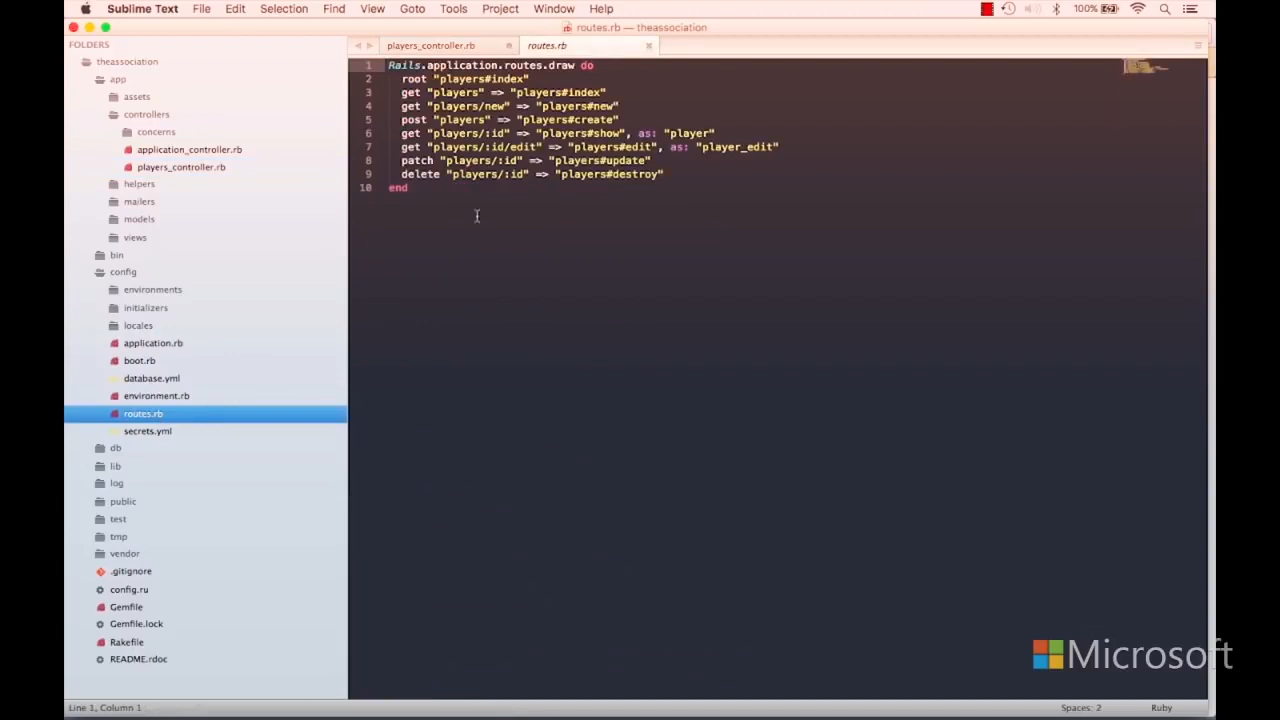 Sublime Text File Edit Selection Find View Goto Tools Project Window Help 100%
routes.rb — theassociation
FOLDERS
theassociation
app
assets
controllers
concerns
application_controller.rb
players_controller.rb
helpers
mailers
models
views
bin
config
environments
initializers
locales
application.rb
boot.rb
database.yml
environment.rb
routes.rb
secrets.yml
db
lib
log
public
test
tmp
vendor
.gitignore
config.ru
Gemfile
Gemfile.lock
Rakefile
README.rdoc
players_controller.rb routes.rb
1 Rails.application.routes.draw do
2 root "players#index"
3 get "players" => "players#index"
4 get "players/new" => "players#new"
5 post "players" => "players#create"
6 get "players/:id" => "players#show", as: "player"
7 get "players/:id/edit" => "players#edit", as: "player_edit"
8 patch "players/:id" => "players#update"
9 delete "players/:id" => "players#destroy"
10 end
Microsoft
Line 1, Column 1 Spaces: 2 Ruby